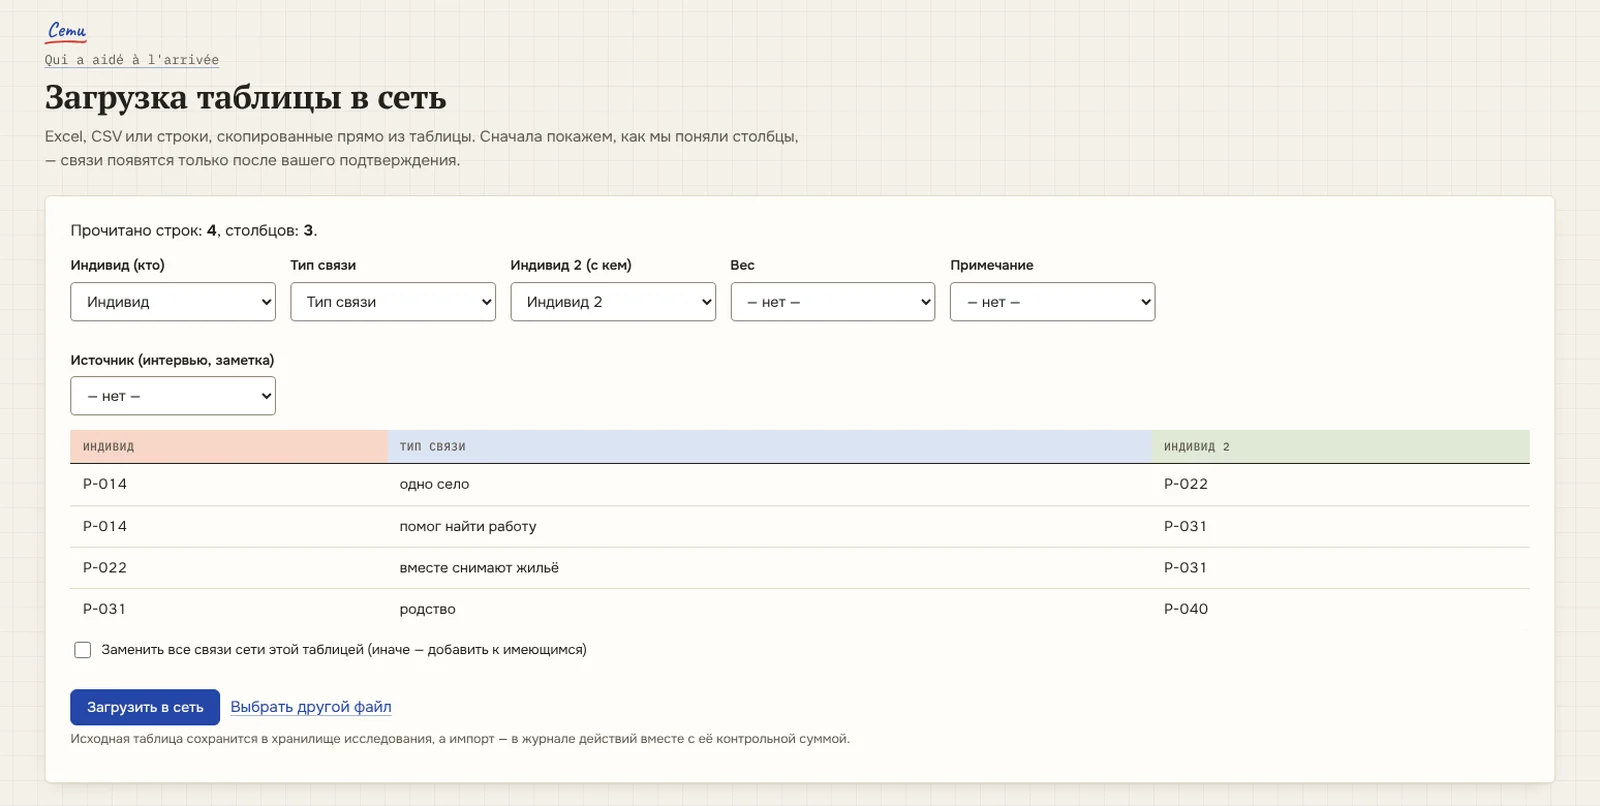 Сети
Qui a aidé à l'arrivée
Загрузка таблицы в сеть
Excel, CSV или строки, скопированные прямо из таблицы. Сначала покажем, как мы поняли столбцы,
— связи появятся только после вашего подтверждения.
Прочитано строк: 4, столбцов: 3.
Индивид (кто) Тип связи Индивид 2 (с кем) Вес Примечание
Индивид Тип связи Индивид 2 — нет — — нет —
Источник (интервью, заметка)
— нет —
ИНДИВИД ТИП СВЯЗИ ИНДИВИД 2
Р-014 одно село Р-022
Р-014 помог найти работу Р-031
Р-022 вместе снимают жильё Р-031
Р-031 родство Р-040
Заменить все связи сети этой таблицей (иначе — добавить к имеющимся)
Загрузить в сеть Выбрать другой файл
Исходная таблица сохранится в хранилище исследования, а импорт — в журнале действий вместе с её контрольной суммой.